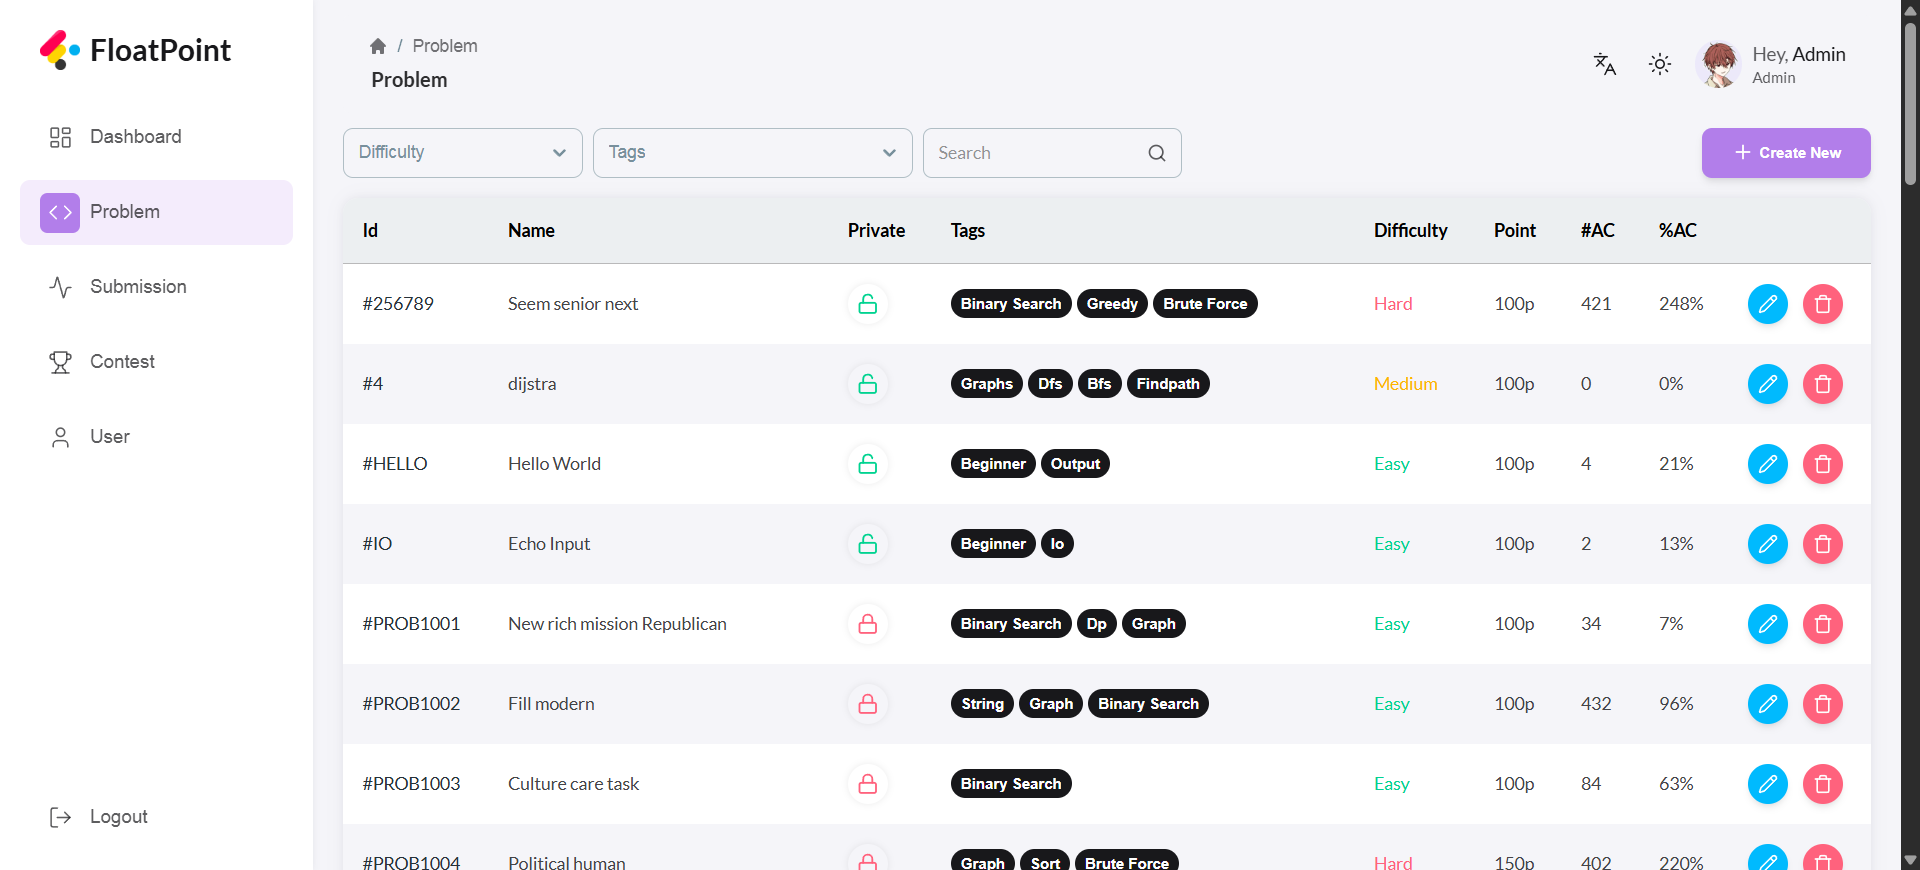 FloatPoint
Dashboard
Problem
Submission
Contest
User
Logout
/ Problem
Problem
Hey, Admin
Admin
Difficulty
Tags
Search
+ Create New
Id Name Private Tags Difficulty Point #AC %AC
#256789 Seem senior next Binary Search Greedy Brute Force Hard 100p 421 248%
#4 dijstra Graphs Dfs Bfs Findpath Medium 100p 0 0%
#HELLO Hello World Beginner Output Easy 100p 4 21%
#IO Echo Input Beginner Io Easy 100p 2 13%
#PROB1001 New rich mission Republican Binary Search Dp Graph Easy 100p 34 7%
#PROB1002 Fill modern String Graph Binary Search Easy 100p 432 96%
#PROB1003 Culture care task Binary Search Easy 100p 84 63%
#PROB1004 Political human Graph Sort Brute Force Hard 150p 402 220%